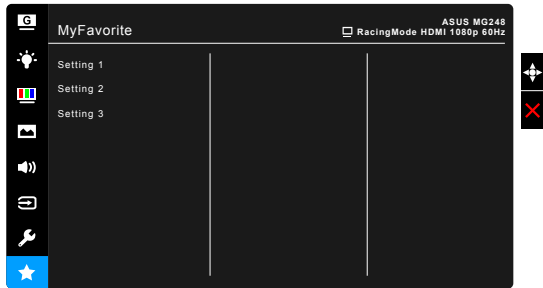 G
MyFavorite
ASUS MG248
RacingMode HDMI 1080p 60Hz
Setting 1
Setting 2
Setting 3